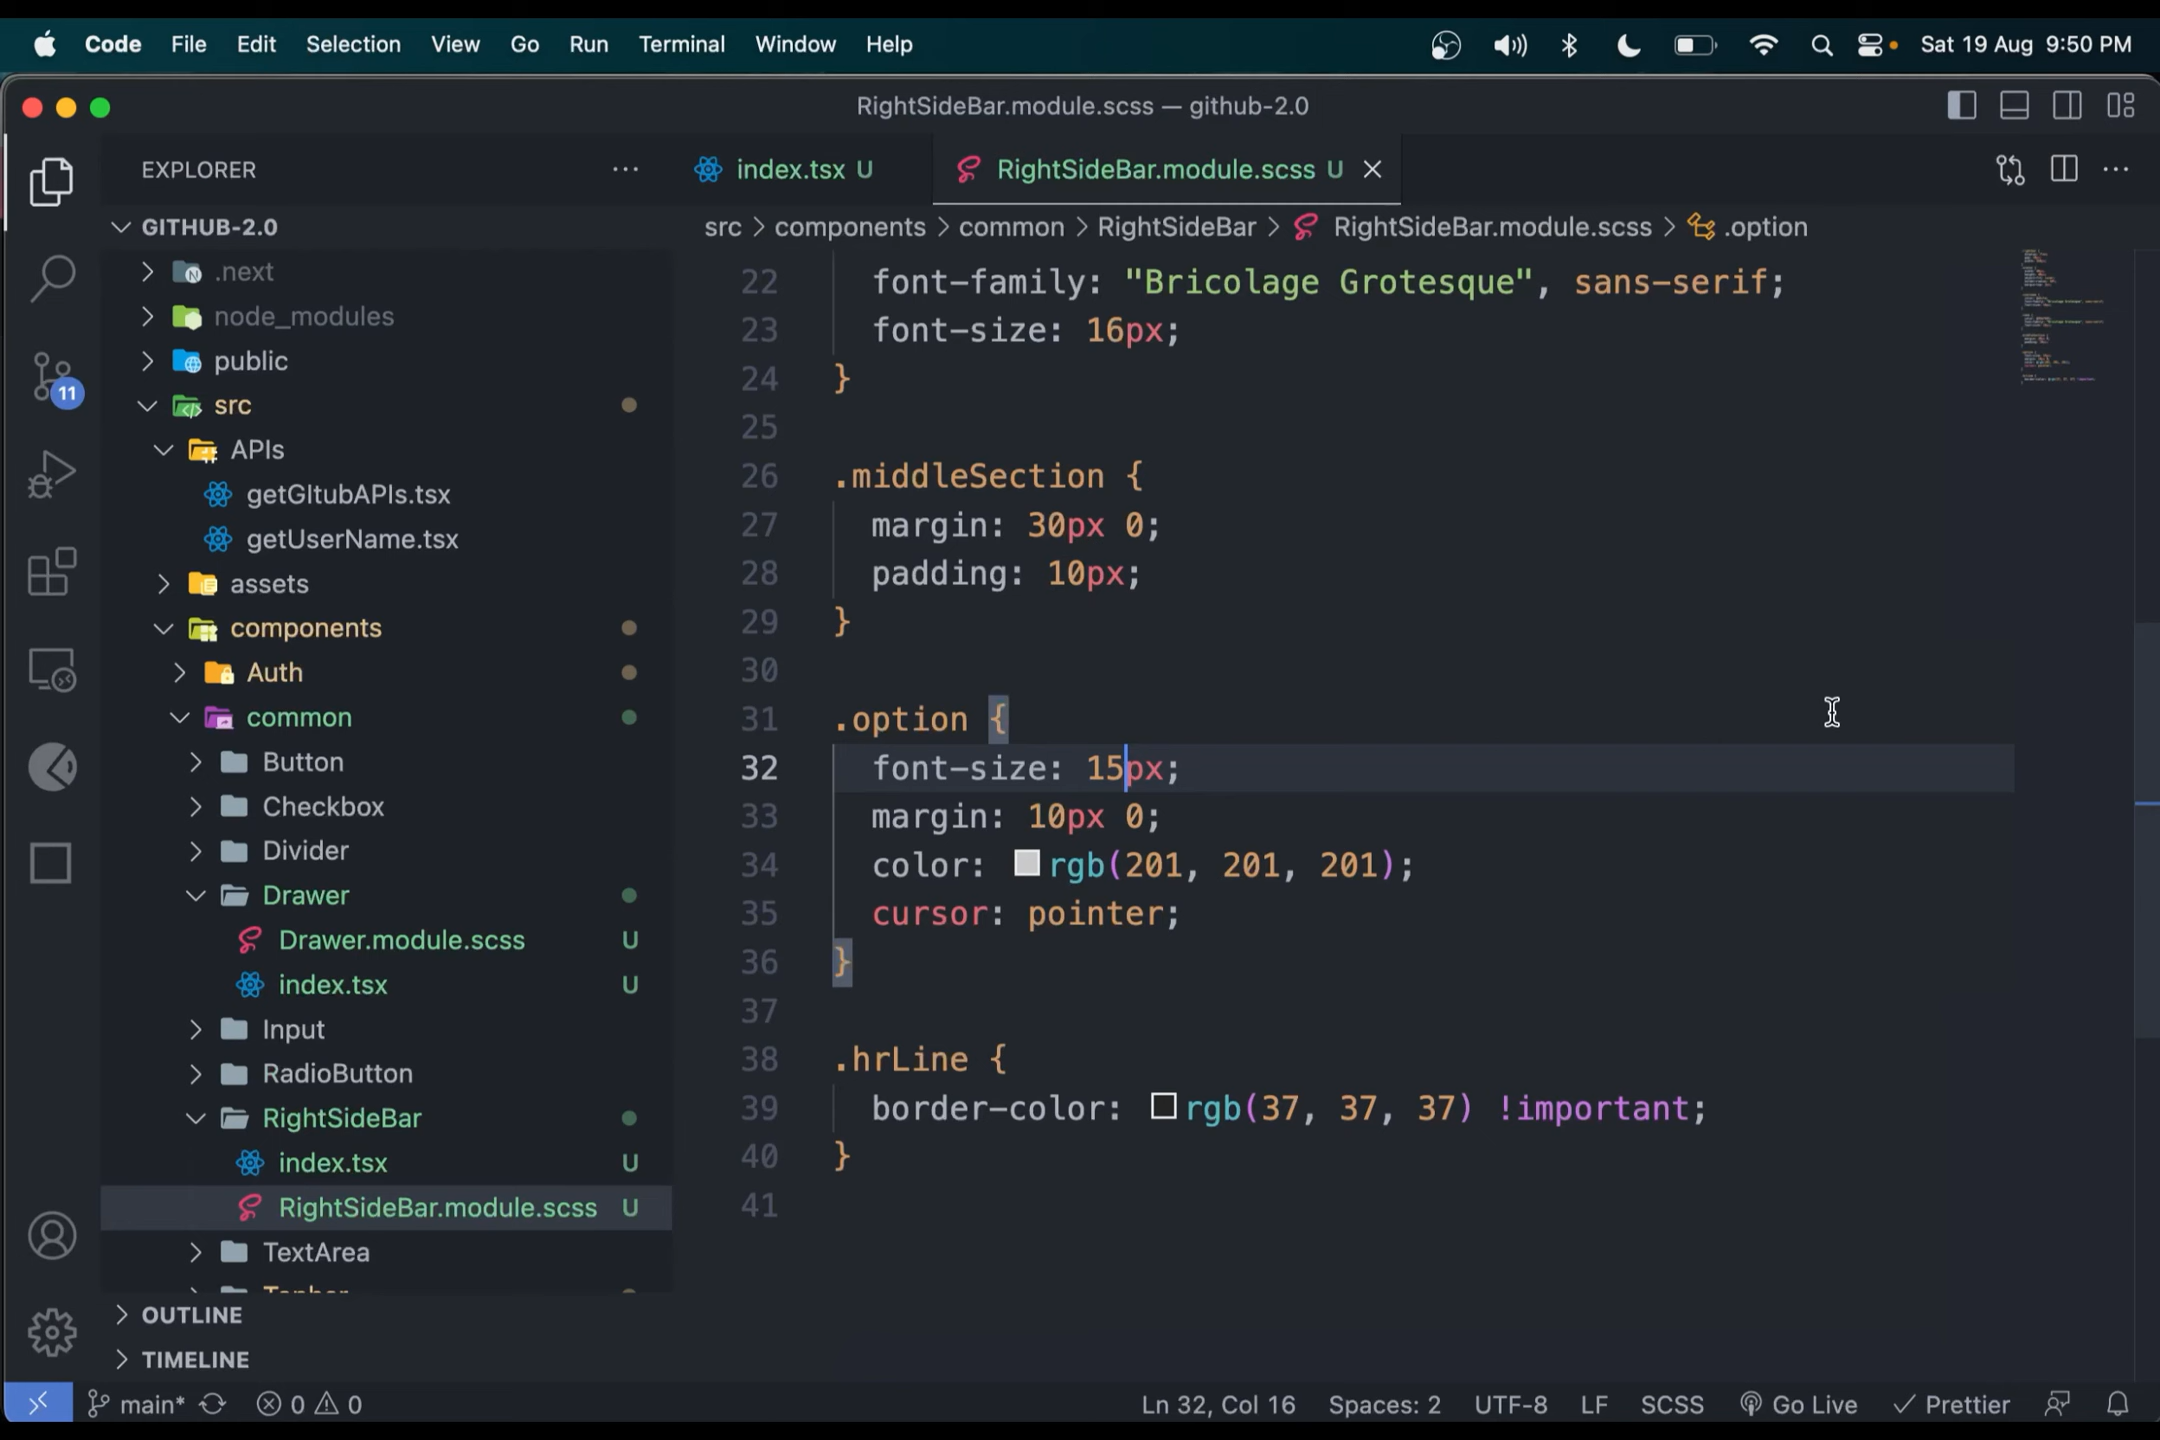 Code File Edit Selection View Go Run Terminal Window Help Sat 19 Aug 9:50 PM
RightSideBar.module.scss — github-2.0
EXPLORER
index.tsx U
RightSideBar.module.scss U
GITHUB-2.0
src > components > common > RightSideBar > RightSideBar.module.scss > .option
.next
node_modules
public
11
src
APIs
getGItubAPIs.tsx
getUserName.tsx
assets
components
Auth
common
Button
Checkbox
Divider
Drawer
Drawer.module.scss U
index.tsx U
Input
RadioButton
RightSideBar
index.tsx U
RightSideBar.module.scss U
TextArea
OUTLINE
TIMELINE
22 font-family: "Bricolage Grotesque", sans-serif;
23 font-size: 16px;
24 }
25
26 .middleSection {
27 margin: 30px 0;
28 padding: 10px;
29 }
30
31 .option {
32 font-size: 15px;
33 margin: 10px 0;
34 color: rgb(201, 201, 201);
35 cursor: pointer;
36 }
37
38 .hrLine {
39 border-color: rgb(37, 37, 37) !important;
40 }
41
main* 0 0 Ln 32, Col 16 Spaces: 2 UTF-8 LF SCSS Go Live Prettier